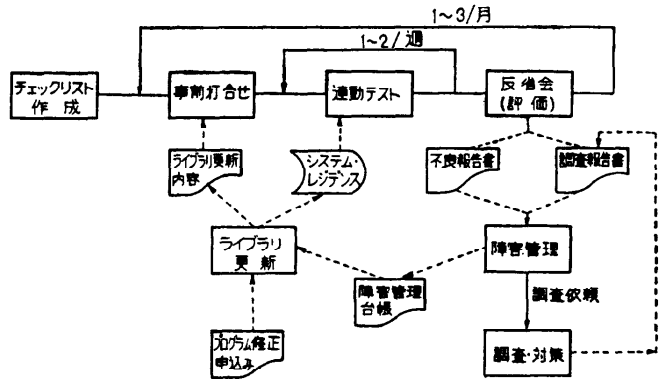 1~3/月
1~2/週
チェックリスト
作成
事前打合せ
連動テスト
反省会
(評価)
ライブラリ更新
内容
システム・
レジデンス
不良報告書
調査報告書
ライブラリ
更新
障害管理
障害管理
台帳
調査依頼
プログラム修正
申込み
調査・対策